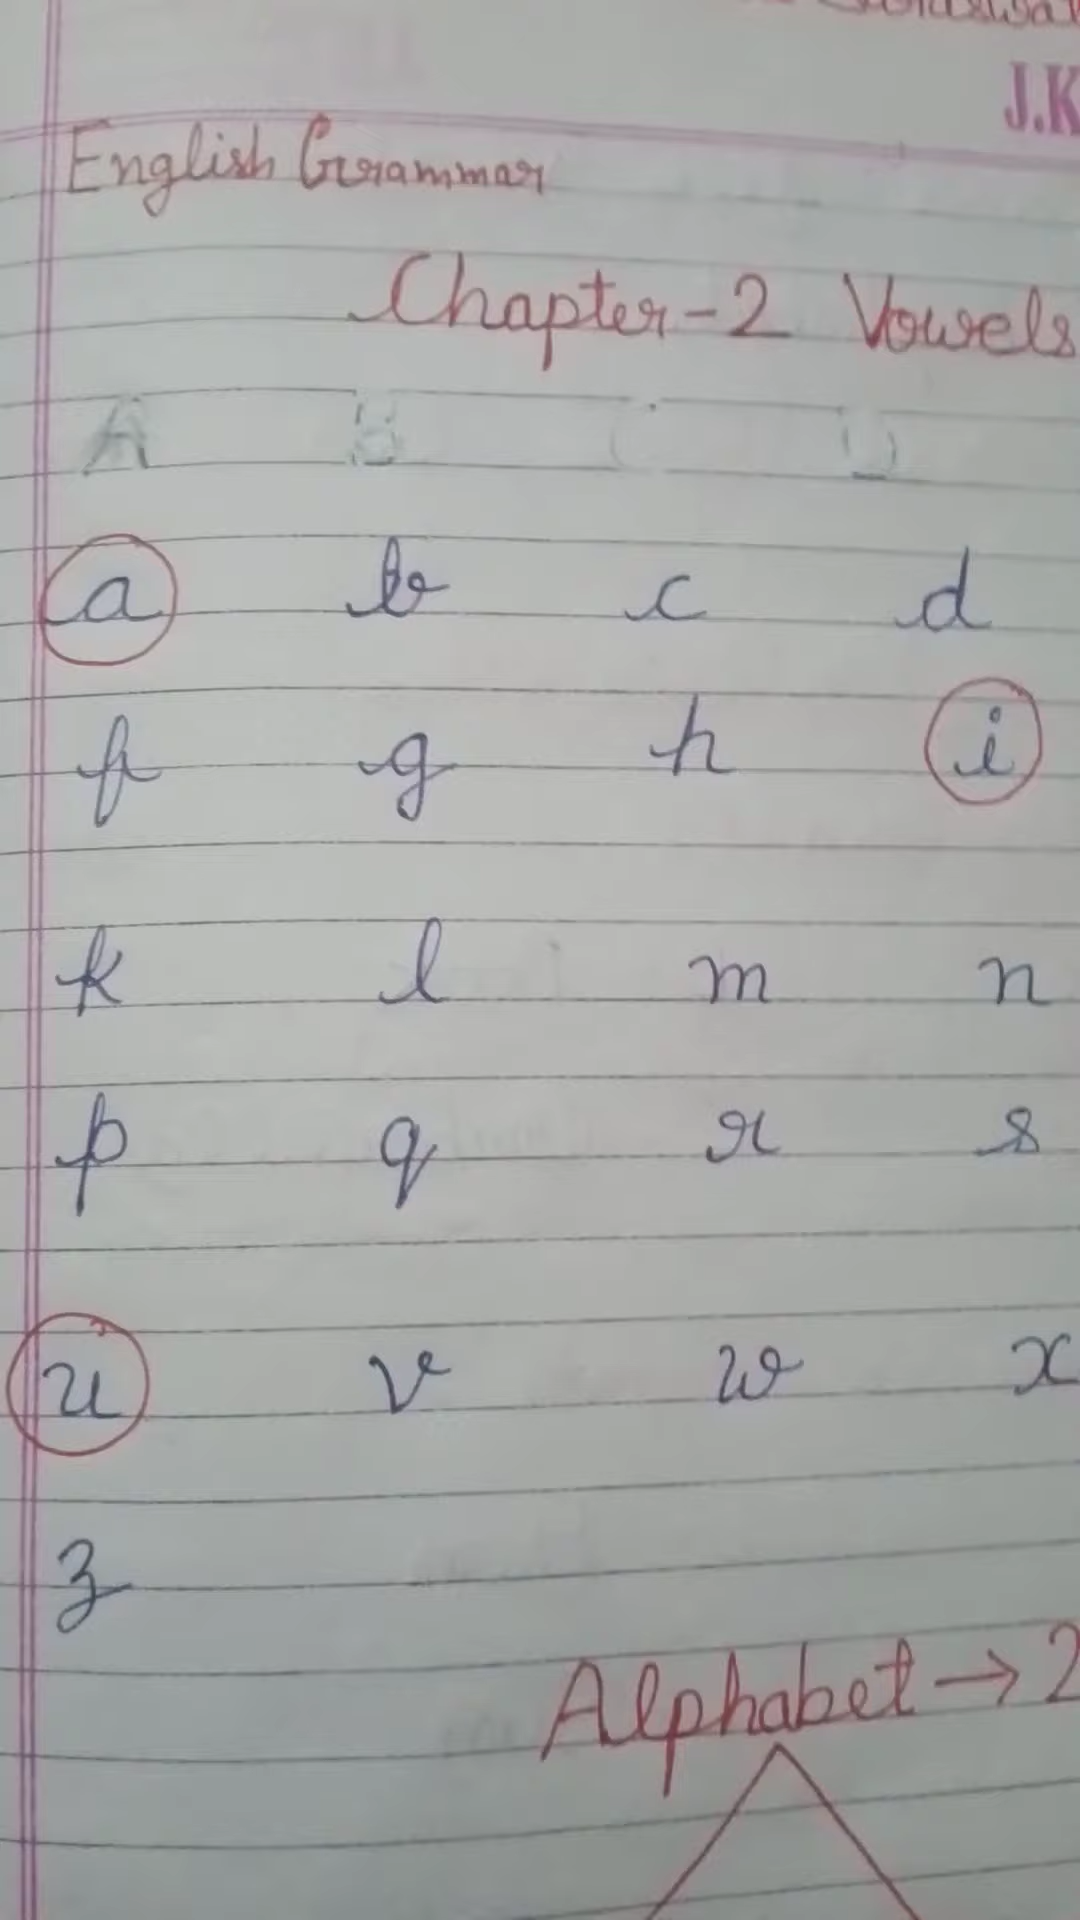 J.K
English Grammar
Chapter-2 Vowels
A B C D
a b c d
f g h i
k l m n
p q r s
u v w x
z
Alphabet → 2